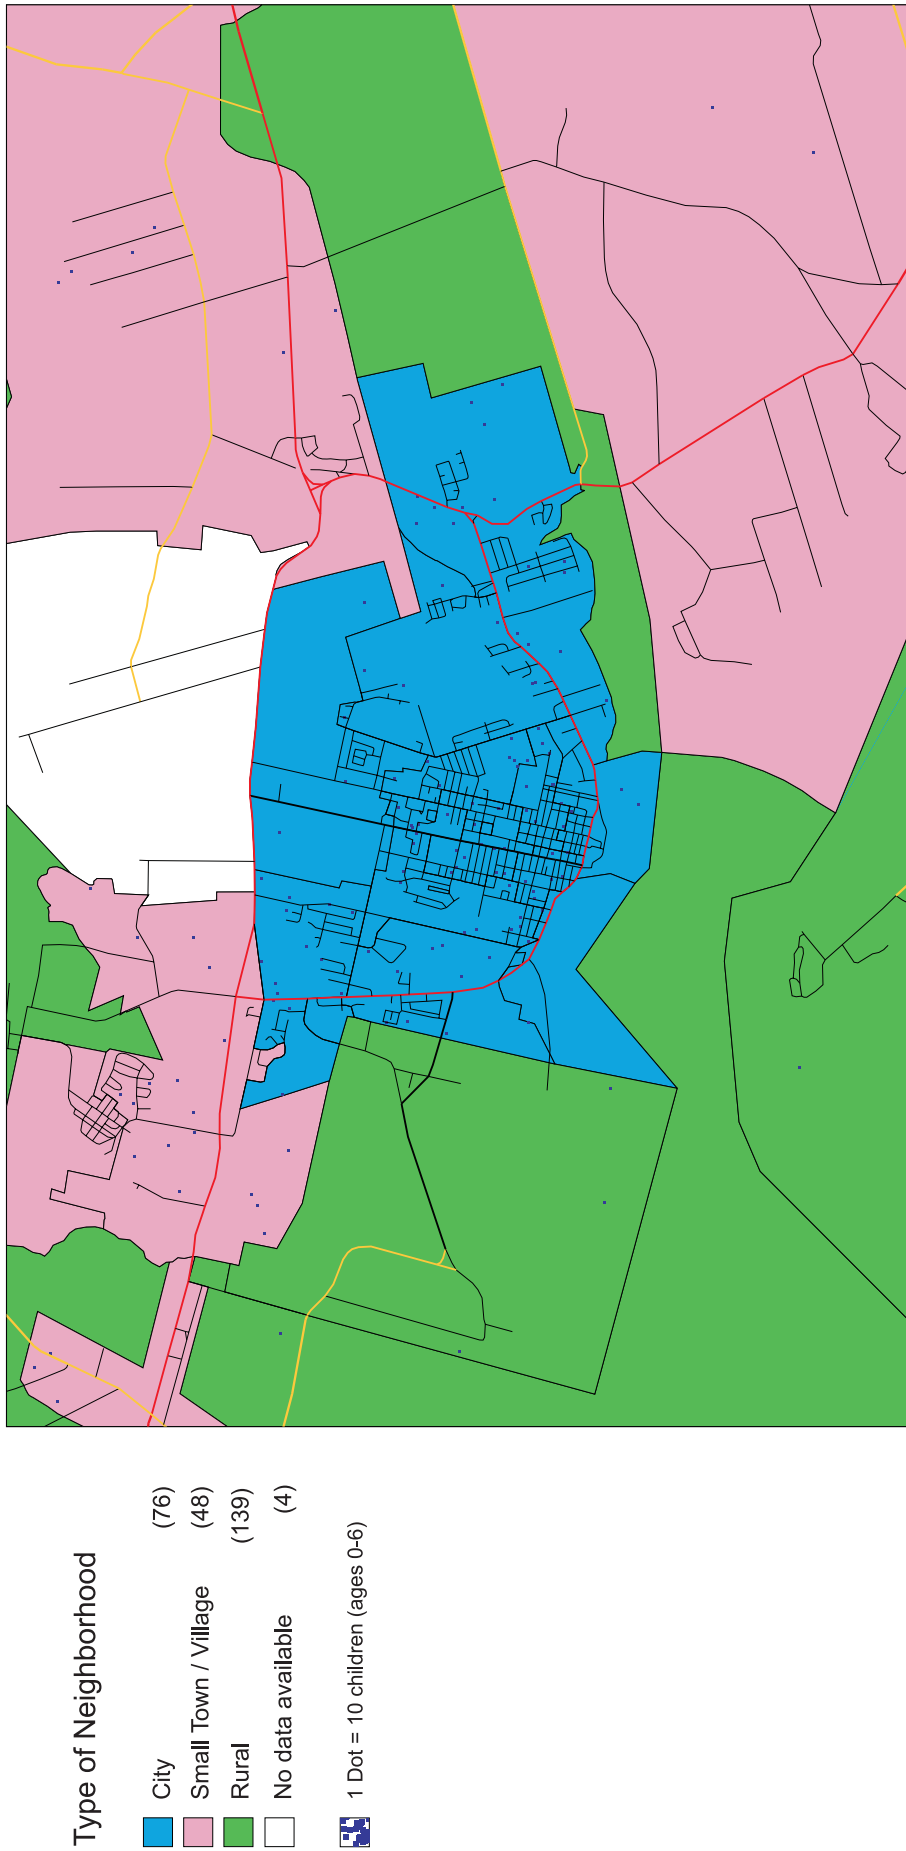 Type of Neighborhood
City (76)
Small Town / Village (48)
Rural (139)
No data available (4)
1 Dot = 10 children (ages 0-6)